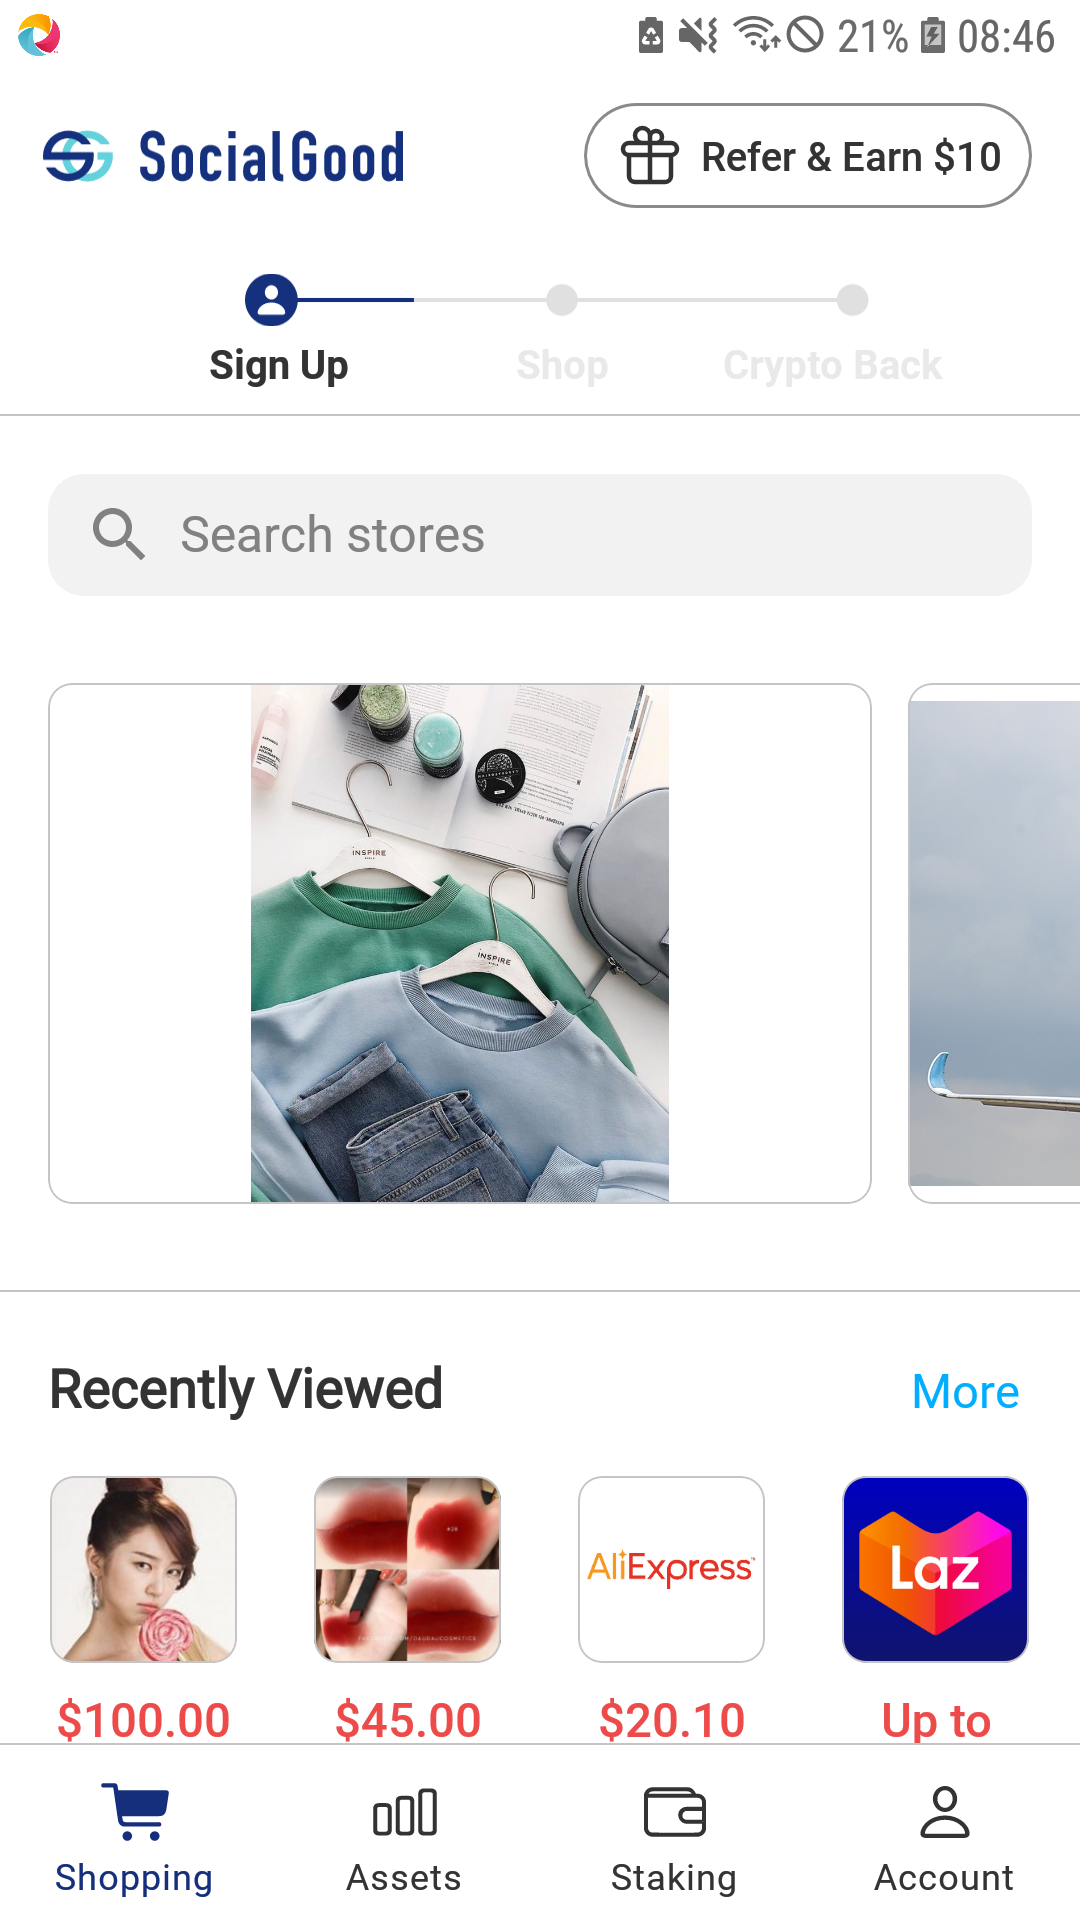 21% 08:46
SocialGood
Refer & Earn $10
Sign Up Shop Crypto Back
Search stores
INSPIRE
INSPIRE
Recently Viewed More
AliExpress
Laz
$100.00 $45.00 $20.10 Up to
Shopping Assets Staking Account